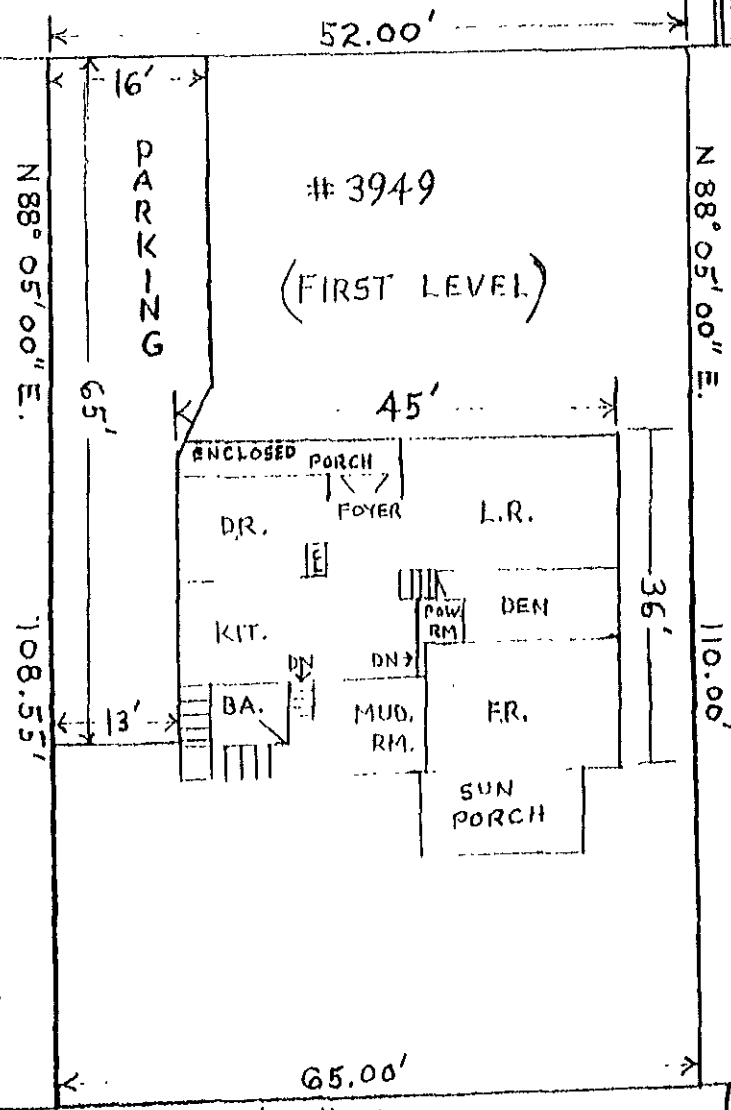 52.00'
16'
PARKING
# 3949
(FIRST LEVEL)
N 88° 05' 00" E.
N 88° 05' 00" E.
65'
45'
ENCLOSED PORCH
FOYER
D.R.
L.R.
36'
POW. RM
DEN
KIT.
DN
DN
110.00'
108.55'
13'
BA.
MUD. RM.
F.R.
SUN PORCH
65.00'